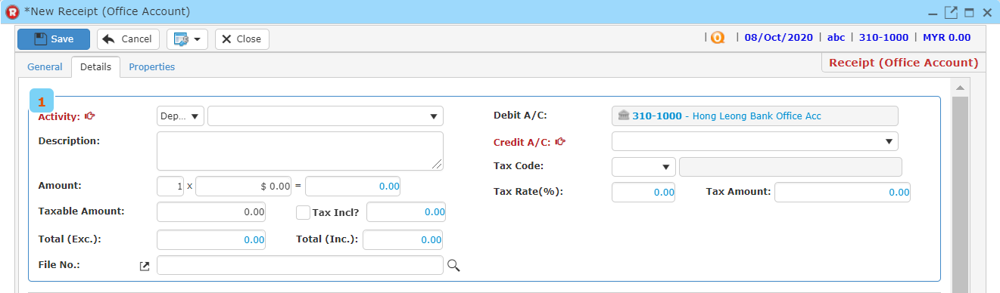 R *New Receipt (Office Account)
Save Cancel Close | | 08/Oct/2020 | abc | 310-1000 | MYR 0.00
General Details Properties Receipt (Office Account)
1
Activity: Dep... Debit A/C: 310-1000 - Hong Leong Bank Office Acc
Description: Credit A/C:
Tax Code:
Amount: 1 x $ 0.00 = 0.00 Tax Rate(%): 0.00 Tax Amount: 0.00
Taxable Amount: 0.00 Tax Incl? 0.00
Total (Exc.): 0.00 Total (Inc.): 0.00
File No.: